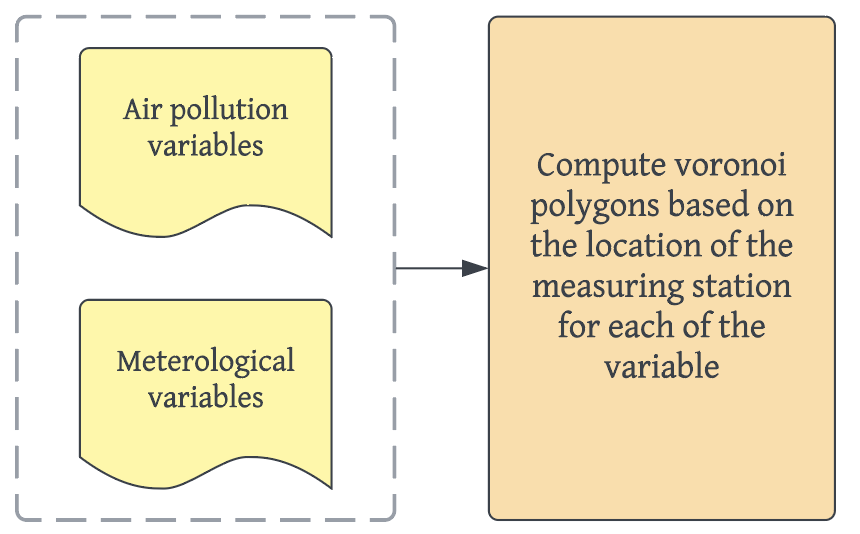 Air pollution
variables
Meterological
variables
Compute voronoi
polygons based on
the location of the
measuring station
for each of the
variable